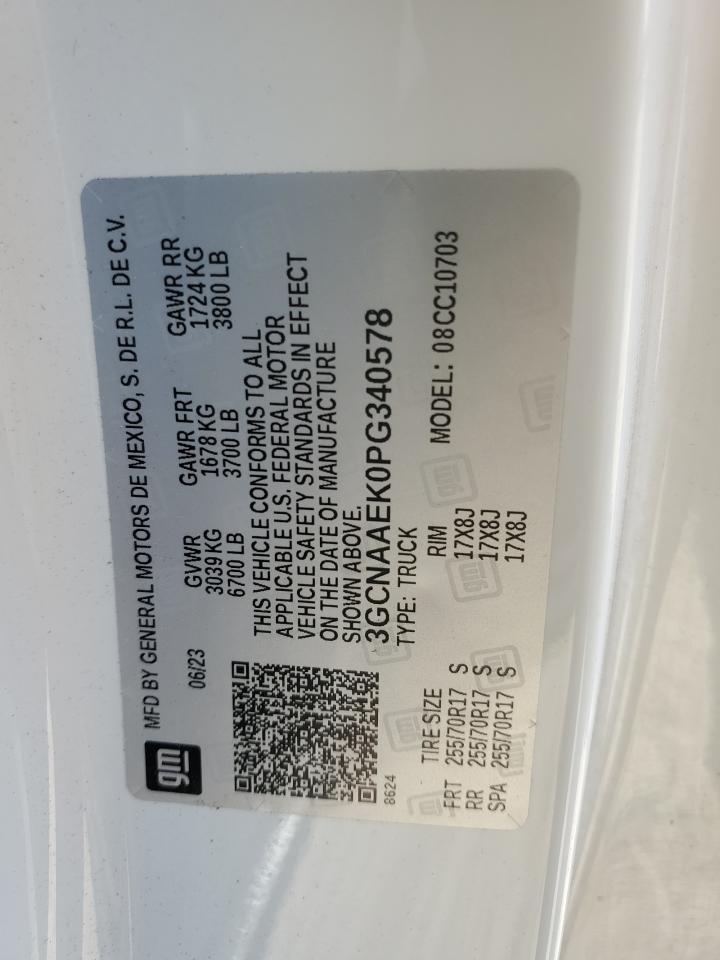 gm MFD BY GENERAL MOTORS DE MEXICO, S. DE R.L. DE C.V.
06/23 GVWR GAWR FRT GAWR RR
3039 KG 1678 KG 1724 KG
6700 LB 3700 LB 3800 LB
THIS VEHICLE CONFORMS TO ALL
APPLICABLE U.S. FEDERAL MOTOR
VEHICLE SAFETY STANDARDS IN EFFECT
ON THE DATE OF MANUFACTURE
SHOWN ABOVE.
3GCNAAEK0PG340578
8624 TYPE: TRUCK MODEL: 08CC10703
TIRE SIZE RIM
FRT 255/70R17 S 17X8J
RR 255/70R17 S 17X8J
SPA 255/70R17 S 17X8J